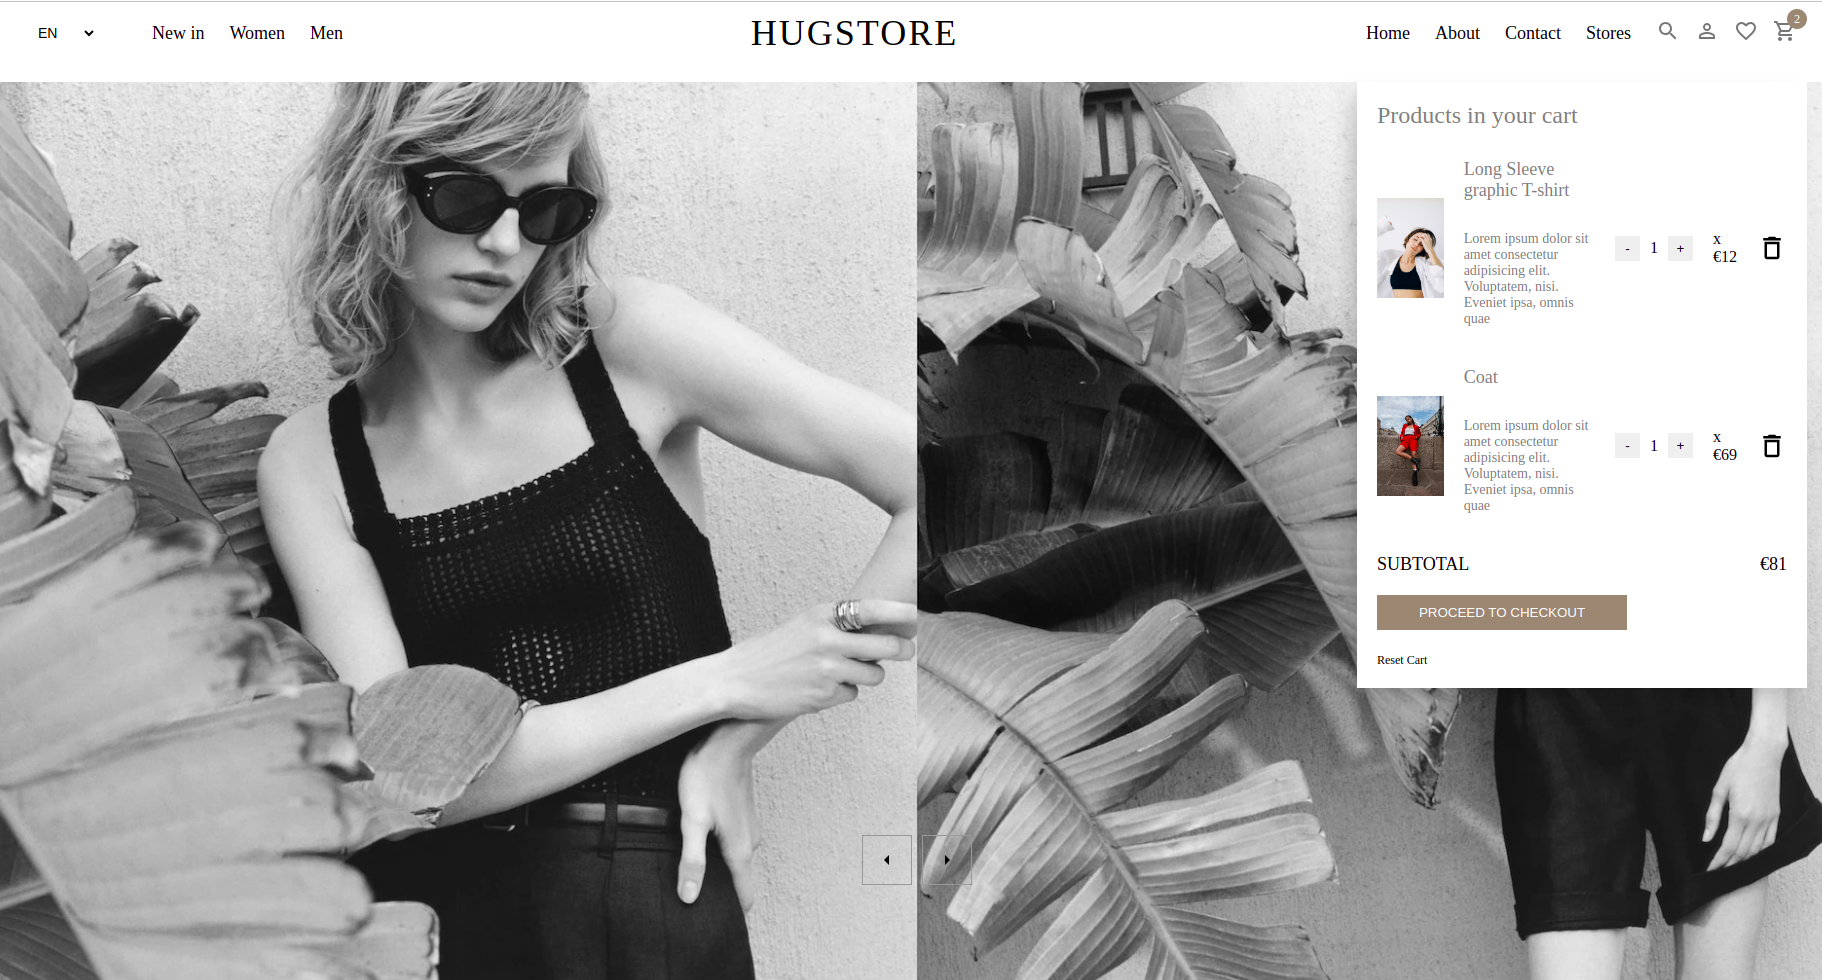 EN
New in Women Men
HUGSTORE
Home About Contact Stores
2
Products in your cart
Long Sleeve
graphic T-shirt
Lorem ipsum dolor sit
amet consectetur
adipisicing elit.
Voluptatem, nisi.
Eveniet ipsa, omnis
quae
- 1 +
x
€12
Coat
Lorem ipsum dolor sit
amet consectetur
adipisicing elit.
Voluptatem, nisi.
Eveniet ipsa, omnis
quae
- 1 +
x
€69
SUBTOTAL €81
PROCEED TO CHECKOUT
Reset Cart